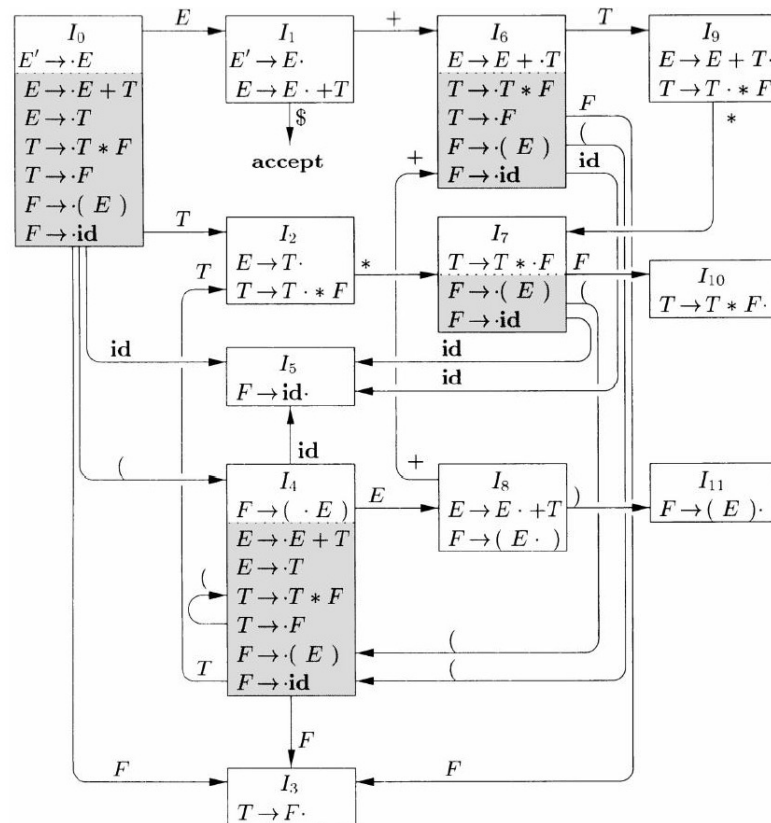 I₀
E′ → ·E
E → ·E + T
E → ·T
T → ·T * F
T → ·F
F → ·( E )
F → ·id
E
I₁
E′ → E·
E → E· +T
$
accept
+
I₆
E → E + ·T
T → ·T * F
T → ·F
F → ·( E )
F → ·id
T
I₉
E → E + T·
T → T· * F
*
F
(
id
+
T
I₂
E → T·
T → T· * F
T
*
I₇
T → T * ·F
F → ·( E )
F → ·id
F
(
I₁₀
T → T * F·
id
I₅
F → id·
id
id
id
(
I₄
F → ( · E )
E → ·E + T
E → ·T
T → ·T * F
T → ·F
F → ·( E )
F → ·id
(
T
E
+
I₈
E → E· +T
F → ( E· )
)
I₁₁
F → ( E )·
(
(
F
F
I₃
T → F·
F